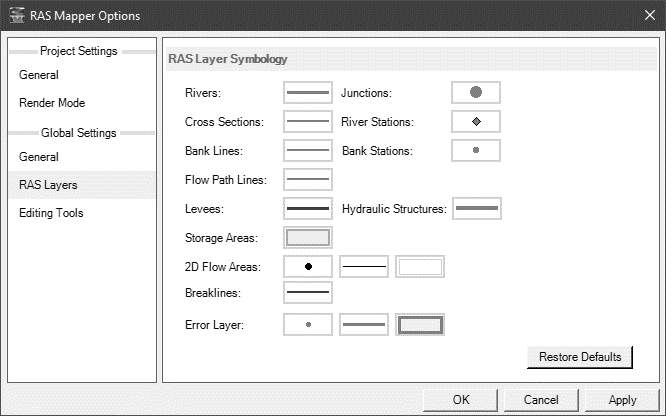 RAS Mapper Options
Project Settings
General
Render Mode
Global Settings
General
RAS Layers
Editing Tools
RAS Layer Symbology
Rivers: Junctions:
Cross Sections: River Stations:
Bank Lines: Bank Stations:
Flow Path Lines:
Levees: Hydraulic Structures:
Storage Areas:
2D Flow Areas:
Breaklines:
Error Layer:
Restore Defaults
OK Cancel Apply